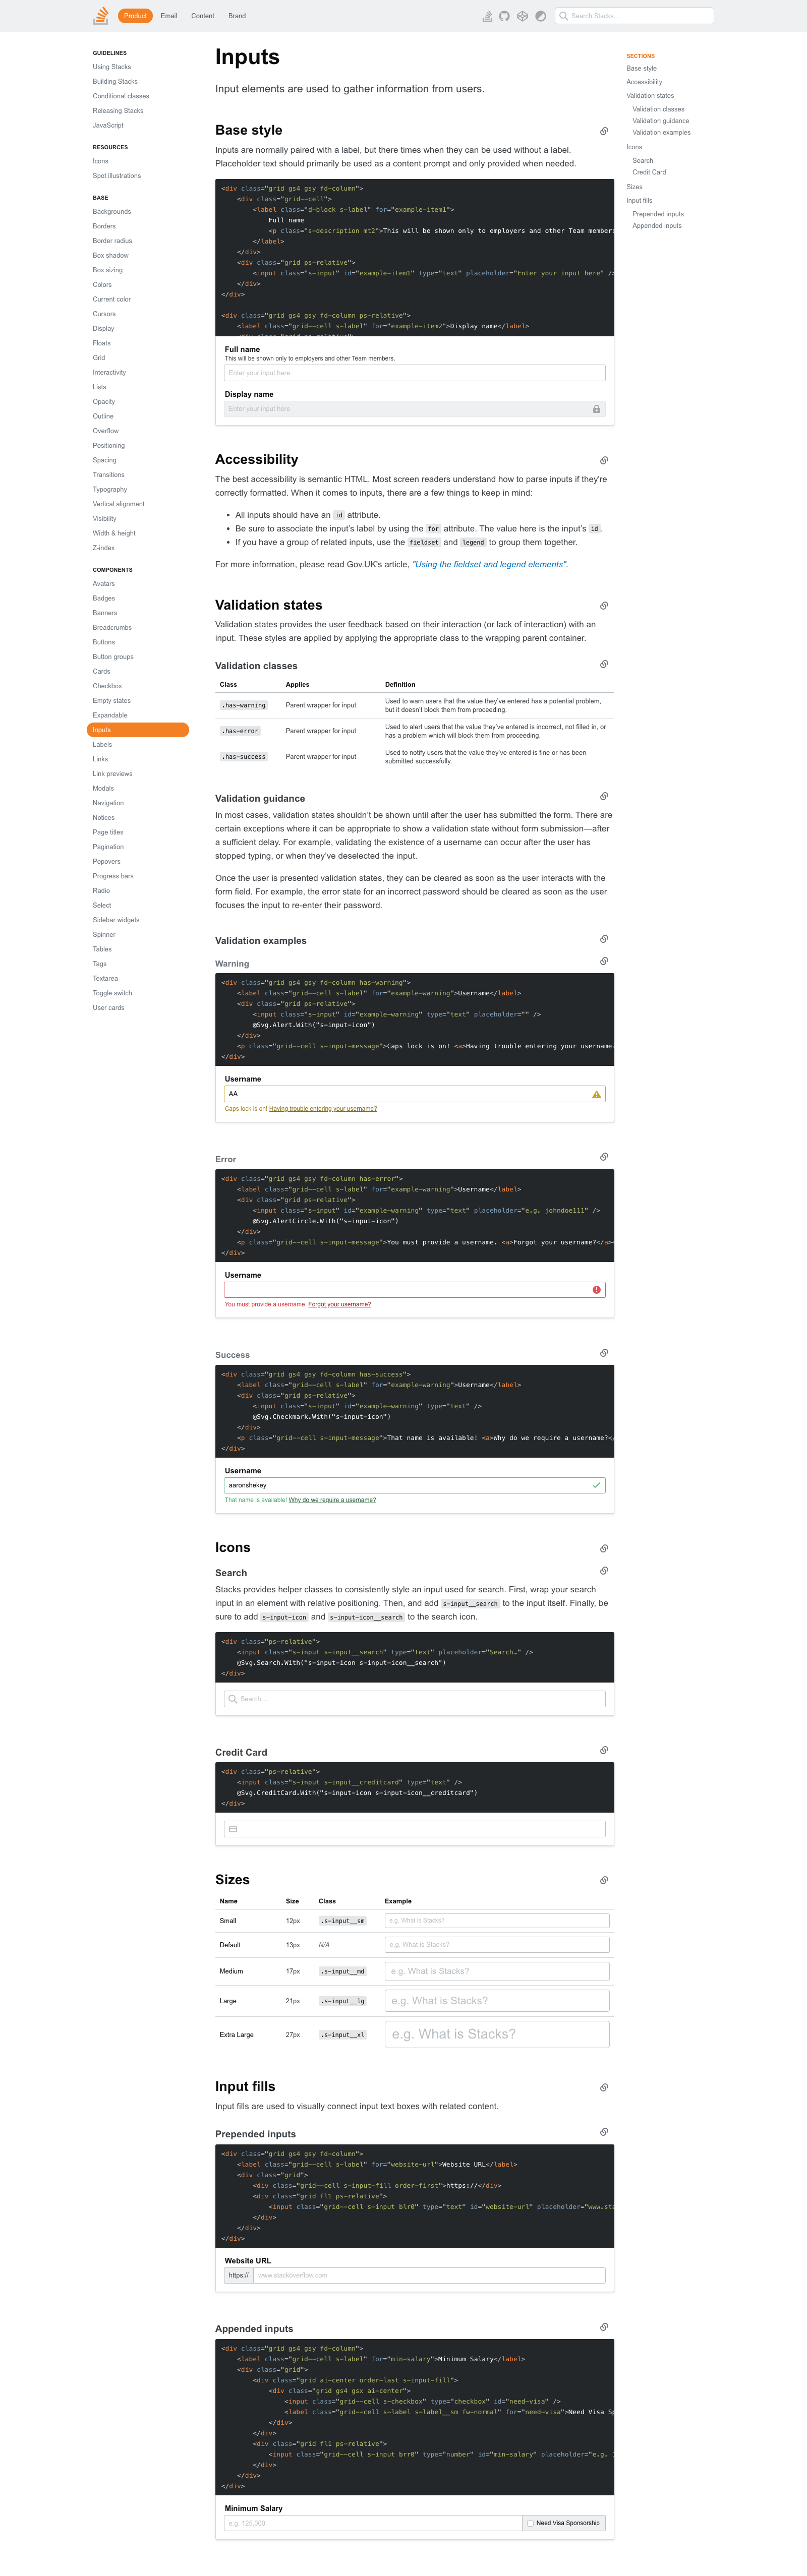 Product
Email
Content
Brand
Search Stacks…
GUIDELINES
Using Stacks
Building Stacks
Conditional classes
Releasing Stacks
JavaScript
RESOURCES
Icons
Spot illustrations
BASE
Backgrounds
Borders
Border radius
Box shadow
Box sizing
Colors
Current color
Cursors
Display
Floats
Grid
Interactivity
Lists
Opacity
Outline
Overflow
Positioning
Spacing
Transitions
Typography
Vertical alignment
Visibility
Width & height
Z-index
COMPONENTS
Avatars
Badges
Banners
Breadcrumbs
Buttons
Button groups
Cards
Checkbox
Empty states
Expandable
Inputs
Labels
Links
Link previews
Modals
Navigation
Notices
Page titles
Pagination
Popovers
Progress bars
Radio
Select
Sidebar widgets
Spinner
Tables
Tags
Textarea
Toggle switch
User cards
Inputs
Input elements are used to gather information from users.
Base style
Inputs are normally paired with a label, but there times when they can be used without a label.
Placeholder text should primarily be used as a content prompt and only provided when needed.
<div class="grid gs4 gsy fd-column">
<div class="grid--cell">
<label class="d-block s-label" for="example-item1">
Full name
<p class="s-description mt2">This will be shown only to employers and other Team members
</label>
</div>
<div class="grid ps-relative">
<input class="s-input" id="example-item1" type="text" placeholder="Enter your input here" />
</div>
</div>
<div class="grid gs4 gsy fd-column ps-relative">
<label class="grid--cell s-label" for="example-item2">Display name</label>
Full name
This will be shown only to employers and other Team members.
Enter your input here
Display name
Enter your input here
Accessibility
The best accessibility is semantic HTML. Most screen readers understand how to parse inputs if they're
correctly formatted. When it comes to inputs, there are a few things to keep in mind:
• All inputs should have an id attribute.
• Be sure to associate the input's label by using the for attribute. The value here is the input's id.
• If you have a group of related inputs, use the fieldset and legend to group them together.
For more information, please read Gov.UK's article, "Using the fieldset and legend elements".
Validation states
Validation states provides the user feedback based on their interaction (or lack of interaction) with an
input. These styles are applied by applying the appropriate class to the wrapping parent container.
Validation classes
Class Applies Definition
.has-warning Parent wrapper for input Used to warn users that the value they've entered has a potential problem,
but it doesn't block them from proceeding.
.has-error Parent wrapper for input Used to alert users that the value they've entered is incorrect, not filled in, or
has a problem which will block them from proceeding.
.has-success Parent wrapper for input Used to notify users that the value they've entered is fine or has been
submitted successfully.
Validation guidance
In most cases, validation states shouldn't be shown until after the user has submitted the form. There are
certain exceptions where it can be appropriate to show a validation state without form submission—after
a sufficient delay. For example, validating the existence of a username can occur after the user has
stopped typing, or when they've deselected the input.
Once the user is presented validation states, they can be cleared as soon as the user interacts with the
form field. For example, the error state for an incorrect password should be cleared as soon as the user
focuses the input to re-enter their password.
Validation examples
Warning
<div class="grid gs4 gsy fd-column has-warning">
<label class="grid--cell s-label" for="example-warning">Username</label>
<div class="grid ps-relative">
<input class="s-input" id="example-warning" type="text" placeholder="" />
@Svg.Alert.With("s-input-icon")
</div>
<p class="grid--cell s-input-message">Caps lock is on! <a>Having trouble entering your username?
</div>
Username
AA
Caps lock is on! Having trouble entering your username?
Error
<div class="grid gs4 gsy fd-column has-error">
<label class="grid--cell s-label" for="example-warning">Username</label>
<div class="grid ps-relative">
<input class="s-input" id="example-warning" type="text" placeholder="e.g. johndoe111" />
@Svg.AlertCircle.With("s-input-icon")
</div>
<p class="grid--cell s-input-message">You must provide a username. <a>Forgot your username?</a><
</div>
Username
You must provide a username. Forgot your username?
Success
<div class="grid gs4 gsy fd-column has-success">
<label class="grid--cell s-label" for="example-warning">Username</label>
<div class="grid ps-relative">
<input class="s-input" id="example-warning" type="text" />
@Svg.Checkmark.With("s-input-icon")
</div>
<p class="grid--cell s-input-message">That name is available! <a>Why do we require a username?</
</div>
Username
aaronshekey
That name is available! Why do we require a username?
Icons
Search
Stacks provides helper classes to consistently style an input used for search. First, wrap your search
input in an element with relative positioning. Then, and add s-input__search to the input itself. Finally, be
sure to add s-input-icon and s-input-icon__search to the search icon.
<div class="ps-relative">
<input class="s-input s-input__search" type="text" placeholder="Search…" />
@Svg.Search.With("s-input-icon s-input-icon__search")
</div>
Search…
Credit Card
<div class="ps-relative">
<input class="s-input s-input__creditcard" type="text" />
@Svg.CreditCard.With("s-input-icon s-input-icon__creditcard")
</div>
Sizes
Name Size Class Example
Small 12px .s-input__sm e.g. What is Stacks?
Default 13px N/A e.g. What is Stacks?
Medium 17px .s-input__md e.g. What is Stacks?
Large 21px .s-input__lg e.g. What is Stacks?
Extra Large 27px .s-input__xl e.g. What is Stacks?
Input fills
Input fills are used to visually connect input text boxes with related content.
Prepended inputs
<div class="grid gs4 gsy fd-column">
<label class="grid--cell s-label" for="website-url">Website URL</label>
<div class="grid">
<div class="grid--cell s-input-fill order-first">https://</div>
<div class="grid fl1 ps-relative">
<input class="grid--cell s-input blr0" type="text" id="website-url" placeholder="www.sta
</div>
</div>
</div>
Website URL
https:// www.stackoverflow.com
Appended inputs
<div class="grid gs4 gsy fd-column">
<label class="grid--cell s-label" for="min-salary">Minimum Salary</label>
<div class="grid">
<div class="grid ai-center order-last s-input-fill">
<div class="grid gs4 gsx ai-center">
<input class="grid--cell s-checkbox" type="checkbox" id="need-visa" />
<label class="grid--cell s-label s-label__sm fw-normal" for="need-visa">Need Visa Sp
</div>
</div>
<div class="grid fl1 ps-relative">
<input class="grid--cell s-input brr0" type="number" id="min-salary" placeholder="e.g. 1
</div>
</div>
</div>
Minimum Salary
e.g. 125,000 Need Visa Sponsorship
SECTIONS
Base style
Accessibility
Validation states
Validation classes
Validation guidance
Validation examples
Icons
Search
Credit Card
Sizes
Input fills
Prepended inputs
Appended inputs